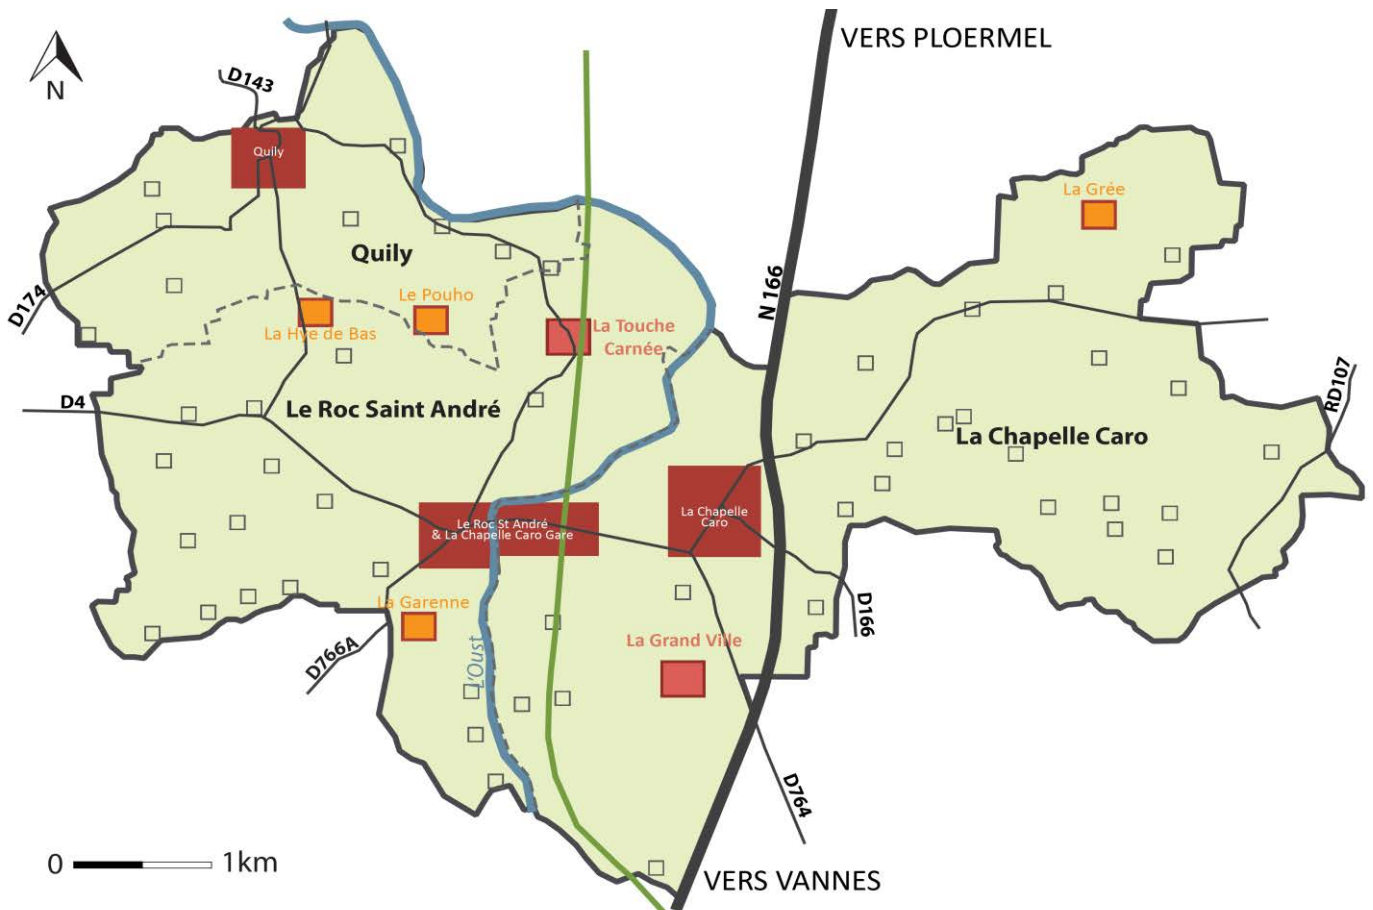 VERS PLOERMEL
N
D143
Quily
La Grée
Quily
N 166
D174
Le Pouho
La Hye de Bas
La Touche
Carnée
RD107
D4
Le Roc Saint André
La Chapelle Caro
Le Roc St André
& La Chapelle Caro Gare
La Chapelle
Caro
La Garenne
D166
D766A
L'Oust
La Grand Ville
D764
0
1km
VERS VANNES